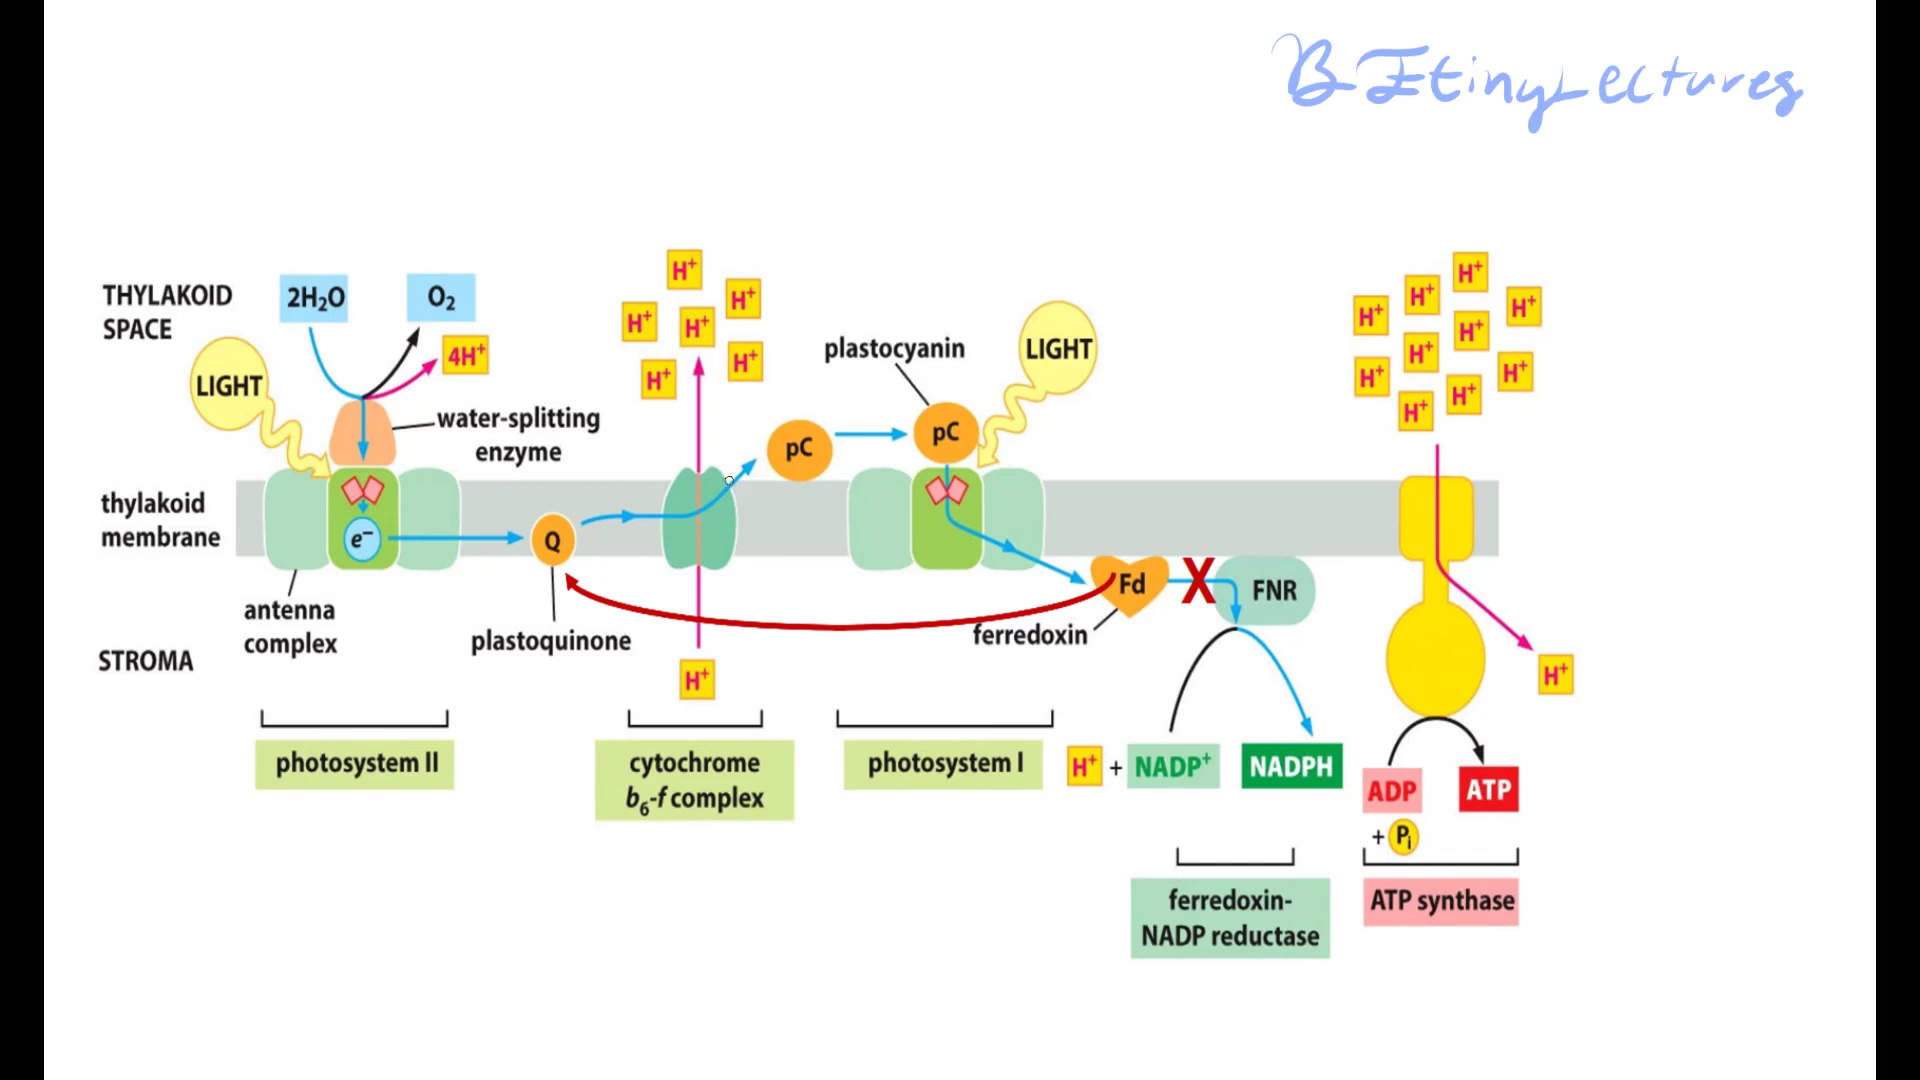 BItinyLectures
THYLAKOID
SPACE
2H₂O
O₂
4H⁺
LIGHT
water-splitting
enzyme
H⁺
H⁺
H⁺
H⁺
H⁺
H⁺
plastocyanin
LIGHT
pC
pC
H⁺
H⁺
H⁺
H⁺
H⁺
H⁺
H⁺
H⁺
H⁺
H⁺
thylakoid
membrane
e⁻
Q
antenna
complex
STROMA
plastoquinone
H⁺
Fd
X
FNR
ferredoxin
H⁺
photosystem II
cytochrome
b₆-f complex
photosystem I
H⁺ + NADP⁺
NADPH
ADP
+ Pᵢ
ATP
ferredoxin-
NADP reductase
ATP synthase